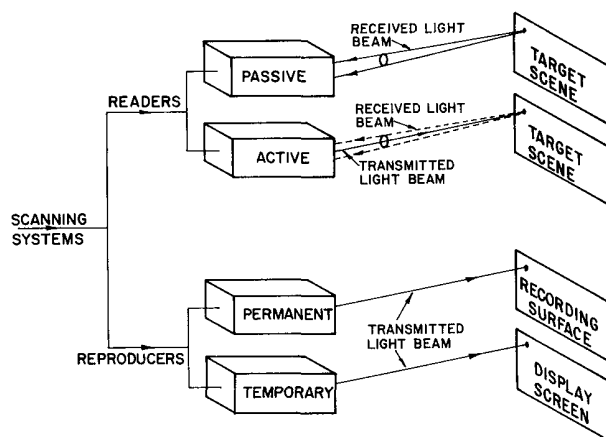 RECEIVED LIGHT
BEAM
PASSIVE
TARGET
SCENE
READERS
RECEIVED LIGHT
BEAM
ACTIVE
TRANSMITTED
LIGHT BEAM
TARGET
SCENE
SCANNING
SYSTEMS
PERMANENT
RECORDING
SURFACE
TRANSMITTED
LIGHT BEAM
REPRODUCERS
TEMPORARY
DISPLAY
SCREEN